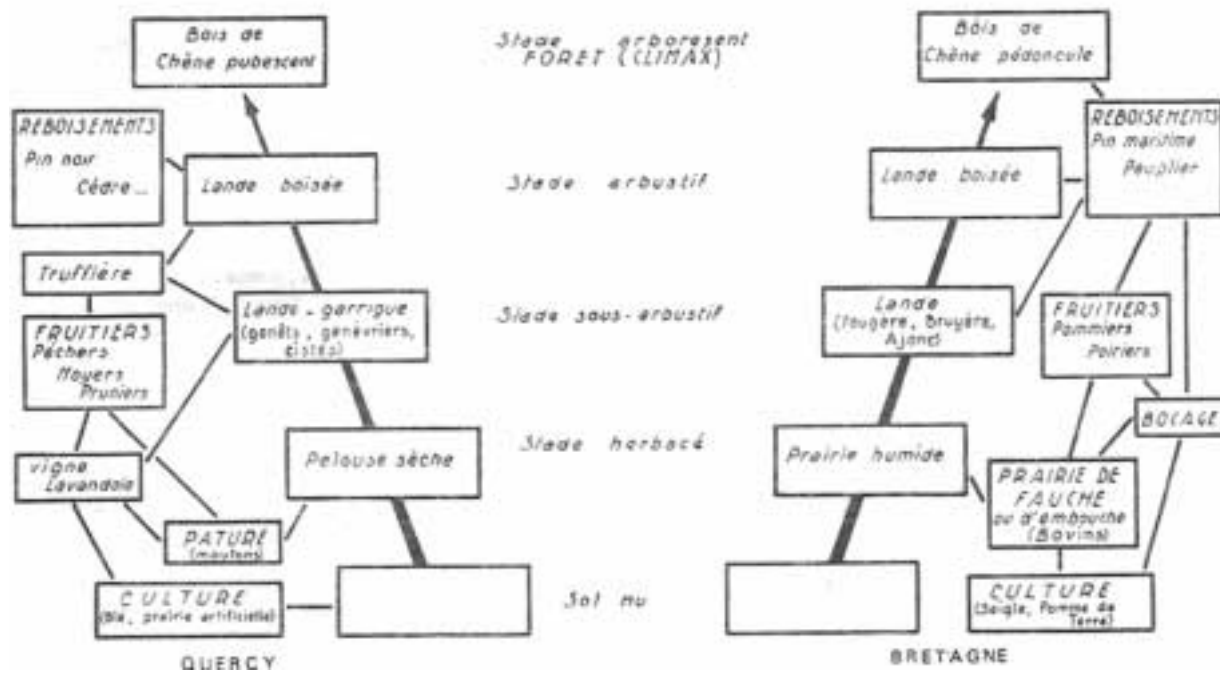 Bois de
Chêne pubescent
Stade arboresent
FORET (CLIMAX)
Bois de
Chêne pédoncule
REBOISEMENTS
Pin noir
Cèdre ...
Lande boisée
Stade arbustif
Lande boisée
REBOISEMENTS
Pin maritime
Peuplier
Truffière
Lande-garrigue
(genêts, genévriers,
cistes)
Stade sous-arbustif
Lande
(Fougère, Bruyère,
Ajonc)
FRUITIERS
Pêchers
Noyers
Pruniers
FRUITIERS
Pommiers
Poiriers
BOCAGE
Vigne
Lavandaie
Pelouse sèche
Stade herbacé
Prairie humide
PRAIRIE DE
FAUCHE
ou d'embouche
(Bovins)
PATURE
(moutons)
CULTURE
(Blé, prairie artificielle)
Sol nu
CULTURE
(Seigle, Pomme de
Terre)
QUERCY
BRETAGNE